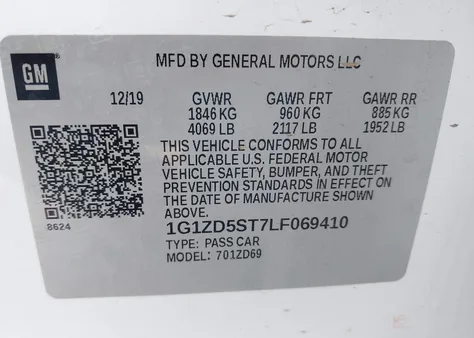 GM
MFD BY GENERAL MOTORS LLC
12/19 GVWR GAWR FRT GAWR RR
1846 KG 960 KG 885 KG
4069 LB 2117 LB 1952 LB
THIS VEHICLE CONFORMS TO ALL
APPLICABLE U.S. FEDERAL MOTOR
VEHICLE SAFETY, BUMPER, AND THEFT
PREVENTION STANDARDS IN EFFECT ON
THE DATE OF MANUFACTURE SHOWN
ABOVE.
8624
1G1ZD5ST7LF069410
TYPE: PASS CAR
MODEL: 701ZD69